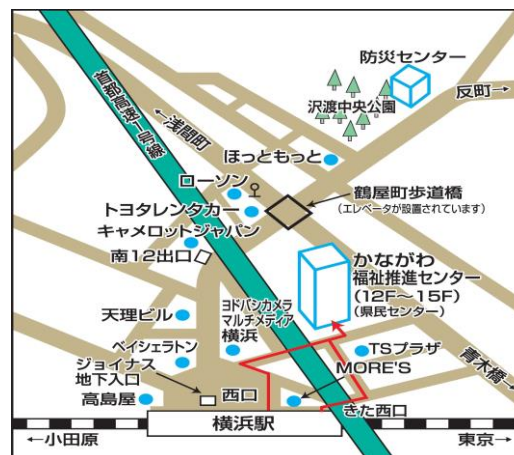 防災センター
反町→
沢渡中央公園
首都高速一号線
←浅間町
ほっともっと
ローソン
トヨタレンタカー
キャメロットジャパン
南12出口
鶴屋町歩道橋
(エレベータが設置されています)
かながわ
福祉推進センター
(12F～15F)
(県民センター)
天理ビル
ヨドバシカメラ
マルチメディア
横浜
ベイシェラトン
ジョイナス
地下入口
高島屋
西口
TSプラザ
MORE'S
青木橋→
きた西口
横浜駅
←小田原
東京→